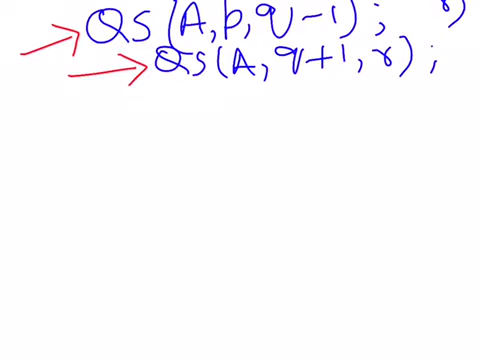 QS(A, p, q-1); r)
QS(A, q+1, r);